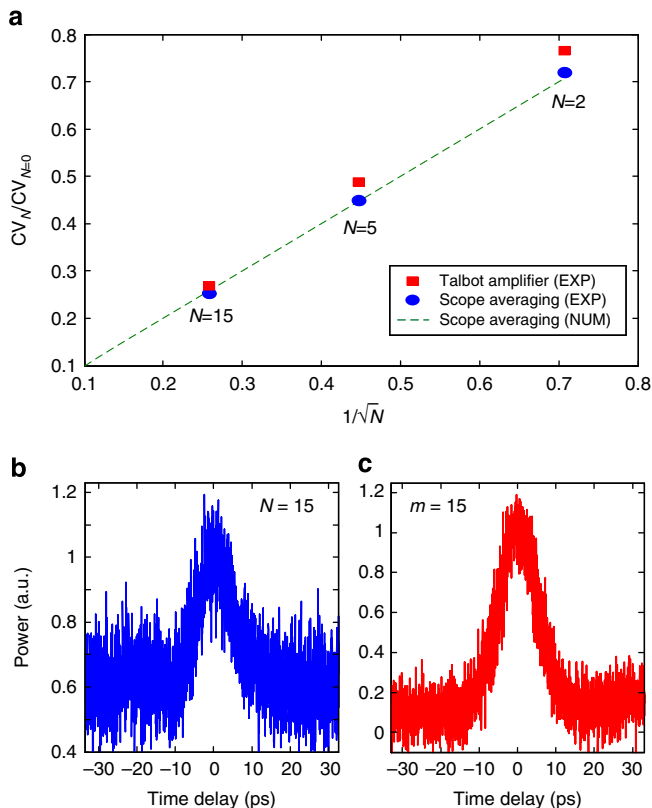 a
0.8
0.7
0.6
0.5
0.4
0.3
0.2
0.1
CV_N/CV_{N=0}
N=2
N=5
N=15
Talbot amplifier (EXP)
Scope averaging (EXP)
Scope averaging (NUM)
0.1 0.2 0.3 0.4 0.5 0.6 0.7 0.8
1/√N
b
1.2
1
0.8
0.6
0.4
Power (a.u.)
N = 15
−30 −20 −10 0 10 20 30
Time delay (ps)
c
1.2
1
0.8
0.6
0.4
0.2
0
m = 15
−30 −20 −10 0 10 20 30
Time delay (ps)